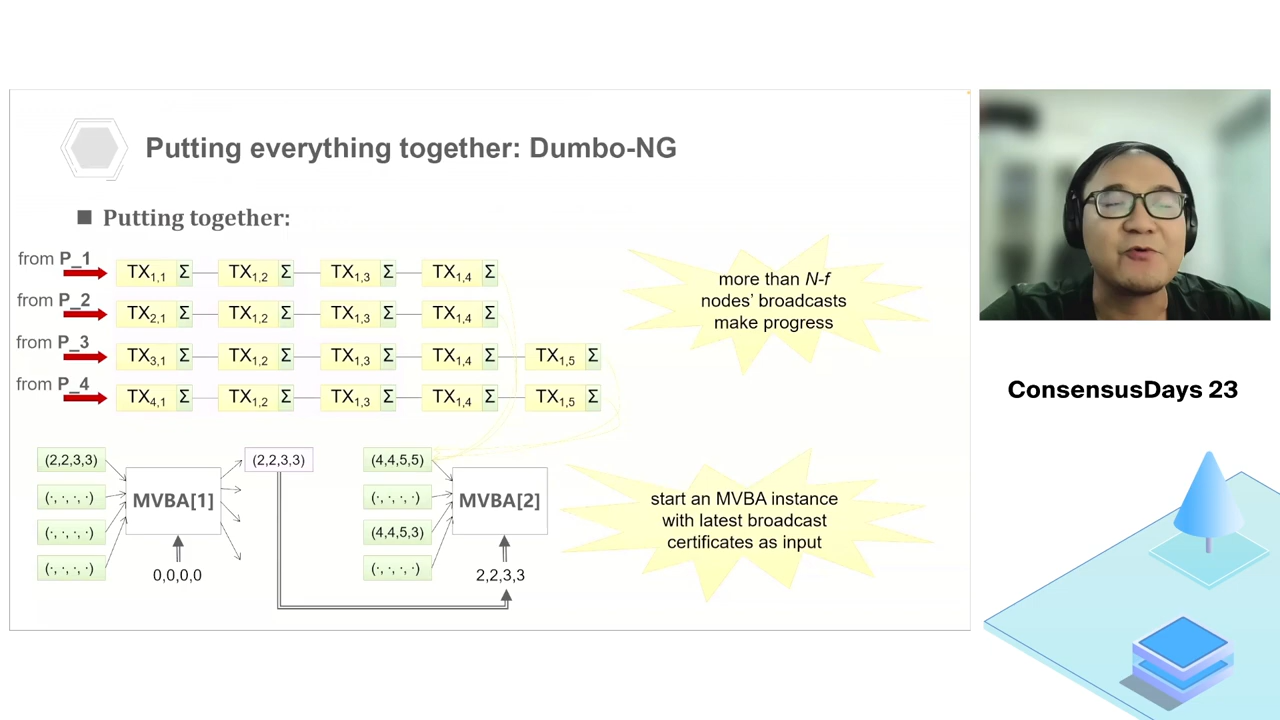 Putting everything together: Dumbo-NG
■ Putting together:
from P_1
TX1,1 Σ TX1,2 Σ TX1,3 Σ TX1,4 Σ
from P_2
TX2,1 Σ TX1,2 Σ TX1,3 Σ TX1,4 Σ
from P_3
TX3,1 Σ TX1,2 Σ TX1,3 Σ TX1,4 Σ TX1,5 Σ
from P_4
TX4,1 Σ TX1,2 Σ TX1,3 Σ TX1,4 Σ TX1,5 Σ
more than N-f
nodes’ broadcasts
make progress
(2,2,3,3)
(·, ·, ·, ·)
(·, ·, ·, ·)
(·, ·, ·, ·)
MVBA[1]
0,0,0,0
(2,2,3,3)
(4,4,5,5)
(·, ·, ·, ·)
(4,4,5,3)
(·, ·, ·, ·)
MVBA[2]
2,2,3,3
start an MVBA instance
with latest broadcast
certificates as input
ConsensusDays 23